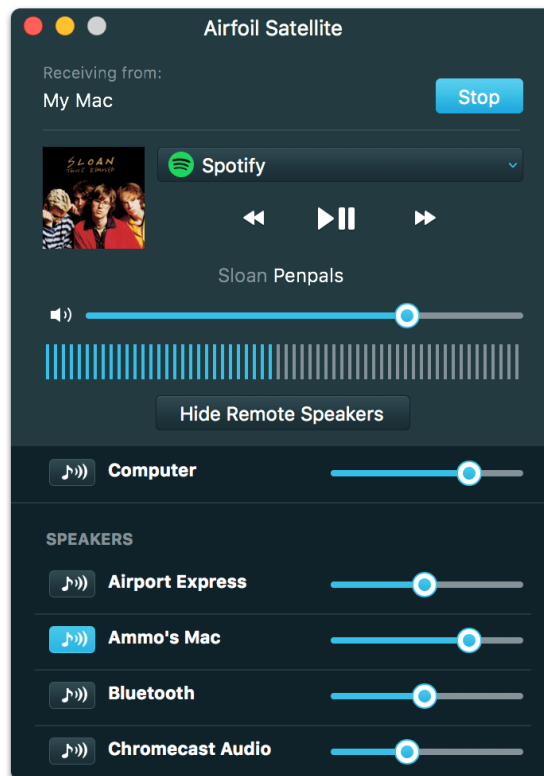 Airfoil Satellite
Receiving from:
My Mac
Stop
SLOAN
Spotify
Sloan Penpals
Hide Remote Speakers
Computer
SPEAKERS
Airport Express
Ammo's Mac
Bluetooth
Chromecast Audio